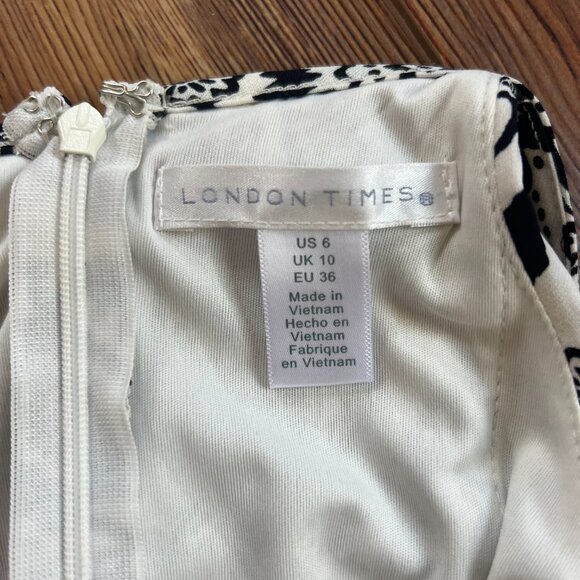 LONDON TIMES®
US 6
UK 10
EU 36
Made in
Vietnam
Hecho en
Vietnam
Fabrique
en Vietnam